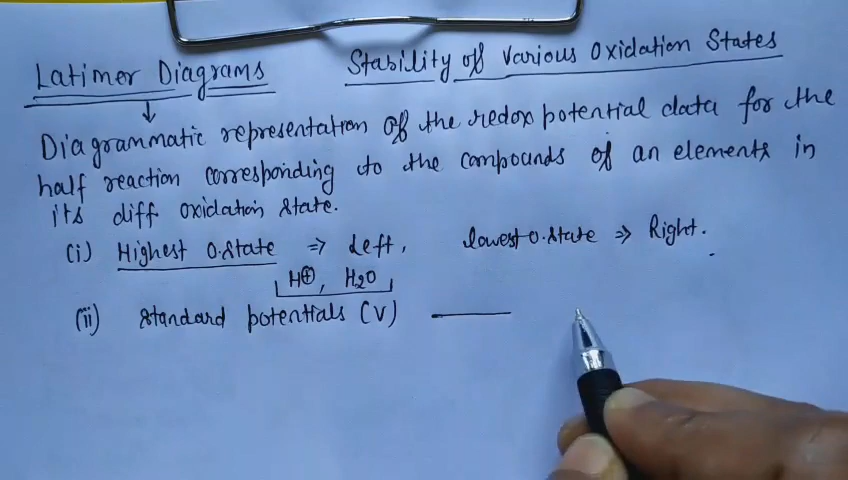 Latimer Diagrams Stability of Various Oxidation States
Diagrammatic representation of the redox potential data for the
half reaction corresponding to the compounds of an elements in
its diff oxidation state.
(i) Highest O.State ⇒ Left, lowest O.state ⇒ Right.
H⊕, H₂O
(ii) standard potentials (V)